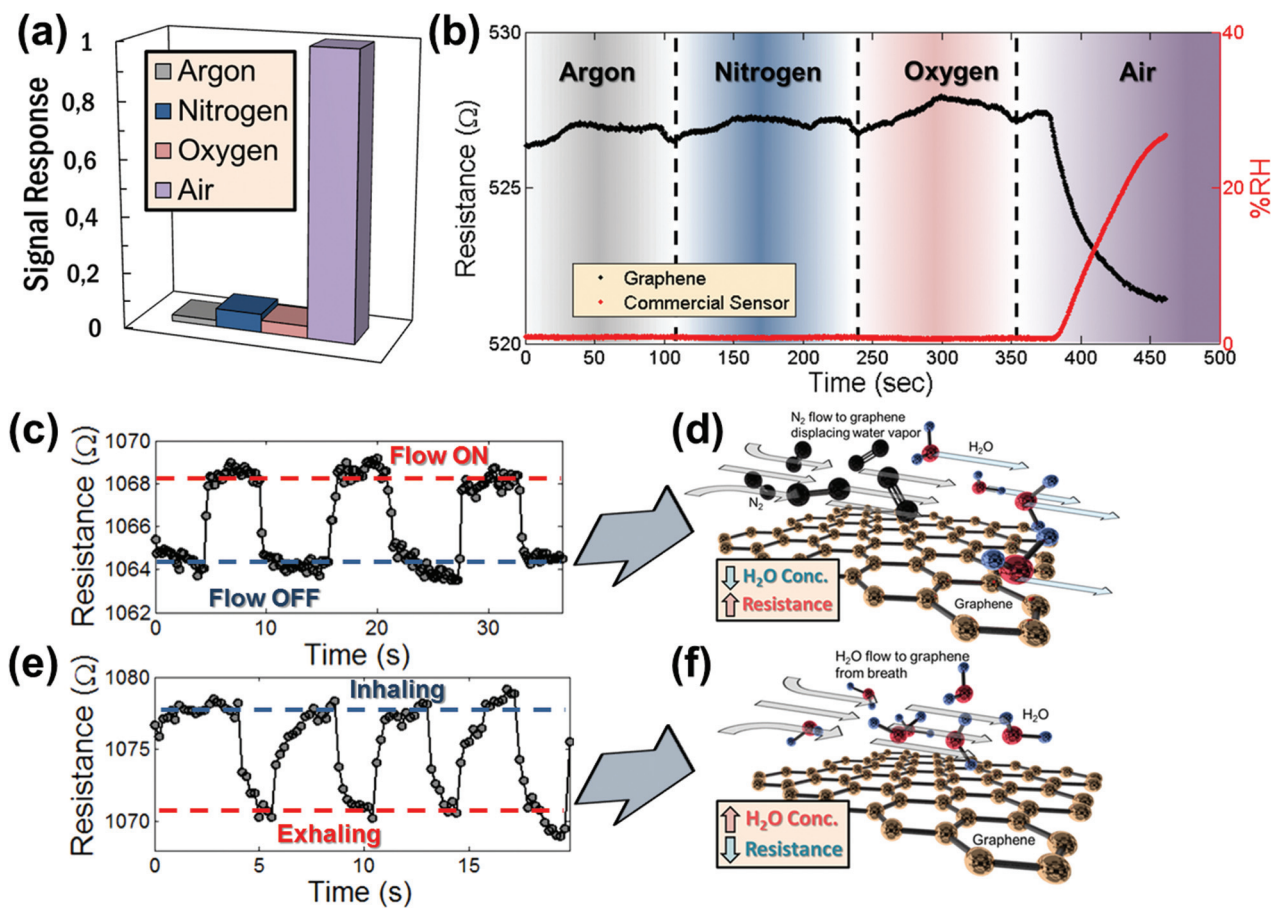 (a)
1
0,8
0,6
0,4
0,2
0
Signal Response
Argon
Nitrogen
Oxygen
Air
(b)
530
525
520
Resistance (Ω)
Argon
Nitrogen
Oxygen
Air
Graphene
Commercial Sensor
40
20
0
%RH
0 50 100 150 200 250 300 350 400 450 500
Time (sec)
(c)
1070
1068
1066
1064
1062
Resistance (Ω)
Flow ON
Flow OFF
0 10 20 30
Time (s)
(d)
N₂ flow to graphene
displacing water vapor
H₂O
N₂
H₂O Conc.
Resistance
Graphene
(e)
1080
1075
1070
Resistance (Ω)
Inhaling
Exhaling
5 10 15
Time (s)
(f)
H₂O flow to graphene
from breath
H₂O
H₂O Conc.
Resistance
Graphene